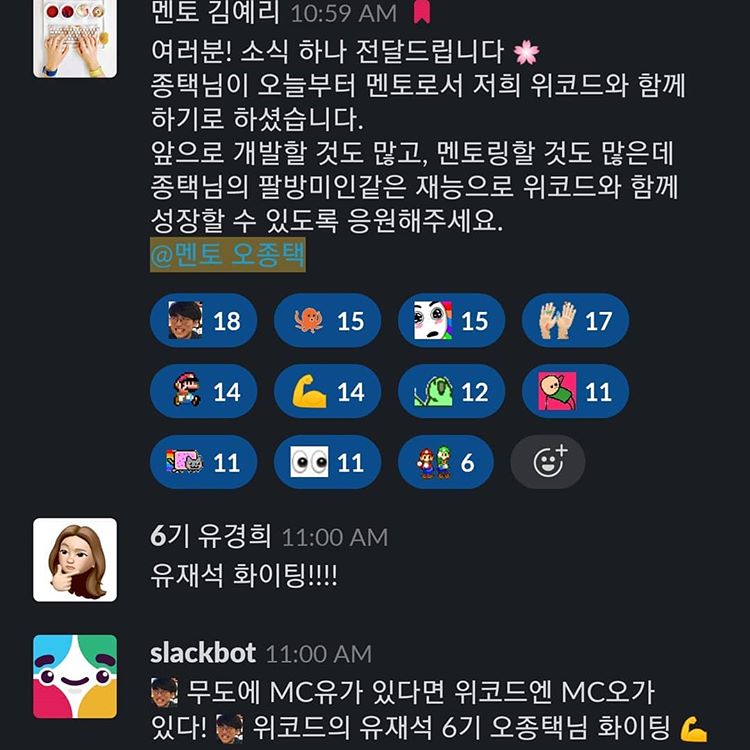 멘토 김예리 10:59 AM
여러분! 소식 하나 전달드립니다 🌸
종택님이 오늘부터 멘토로서 저희 위코드와 함께
하기로 하셨습니다.
앞으로 개발할 것도 많고, 멘토링할 것도 많은데
종택님의 팔방미인같은 재능으로 위코드와 함께
성장할 수 있도록 응원해주세요.
@멘토 오종택
18 15 15 17
14 14 12 11
11 11 6
6기 유경희 11:00 AM
유재석 화이팅!!!!
slackbot 11:00 AM
무도에 MC유가 있다면 위코드엔 MC오가
있다! 위코드의 유재석 6기 오종택님 화이팅 💪